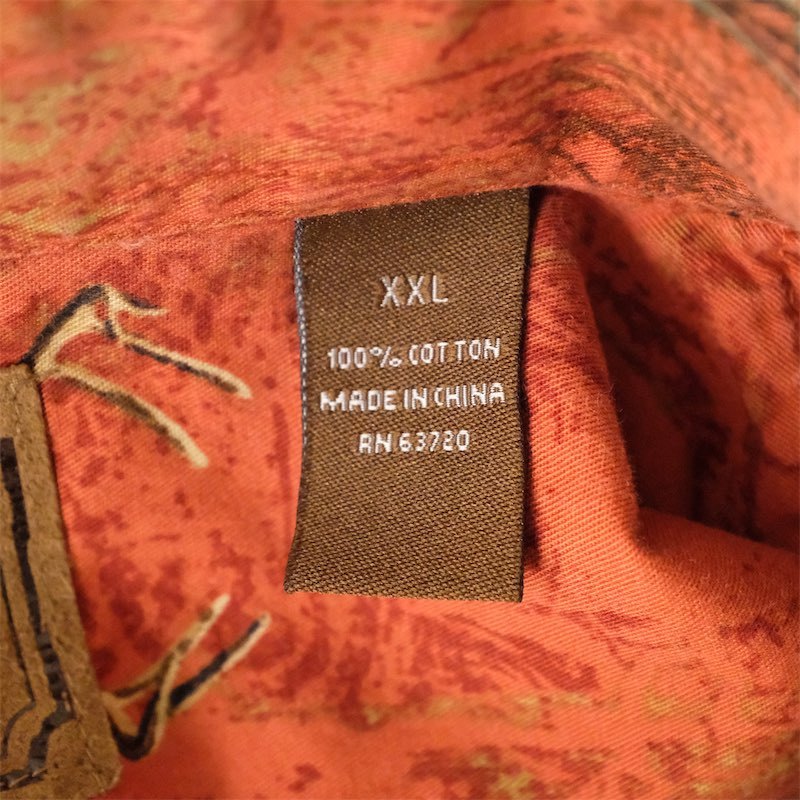 XXL
100% COTTON
MADE IN CHINA
RN 63720